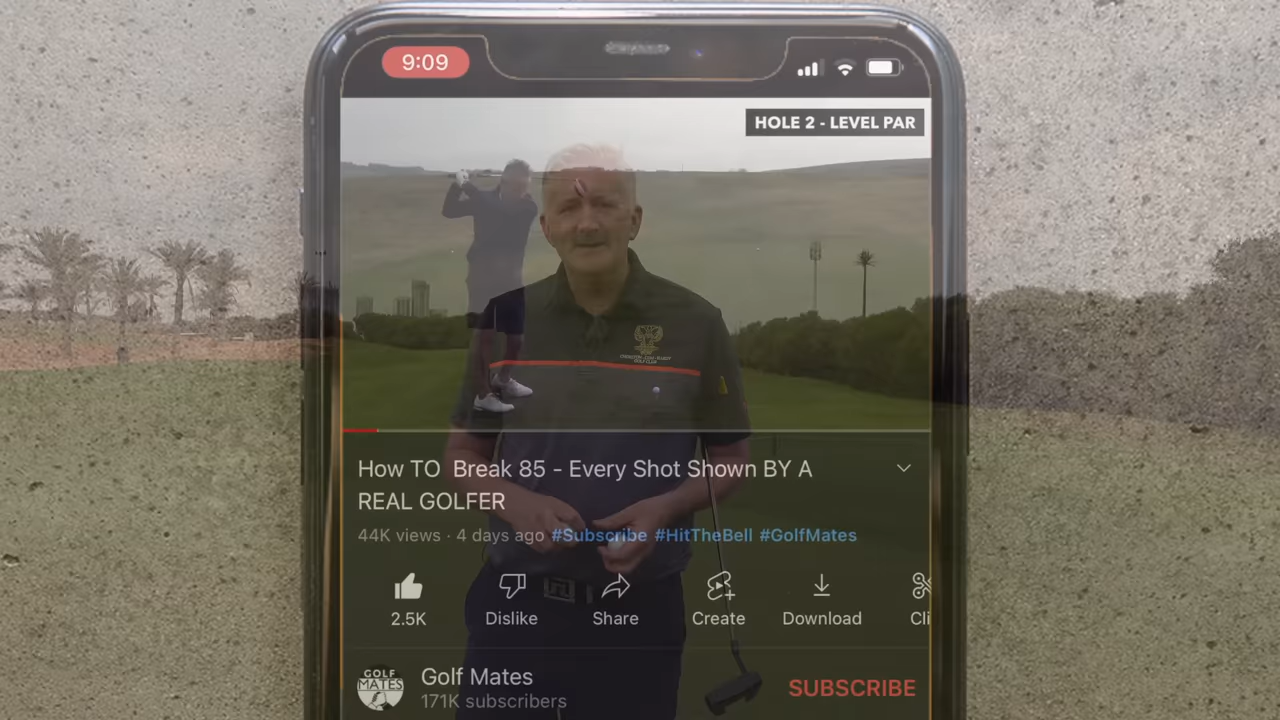 9:09
HOLE 2 - LEVEL PAR
How TO Break 85 - Every Shot Shown BY A
REAL GOLFER
44K views · 4 days ago #Subscribe #HitTheBell #GolfMates
2.5K
Dislike
Share
Create
Download
Cli
GOLF
MATES
Golf Mates
171K subscribers
SUBSCRIBE